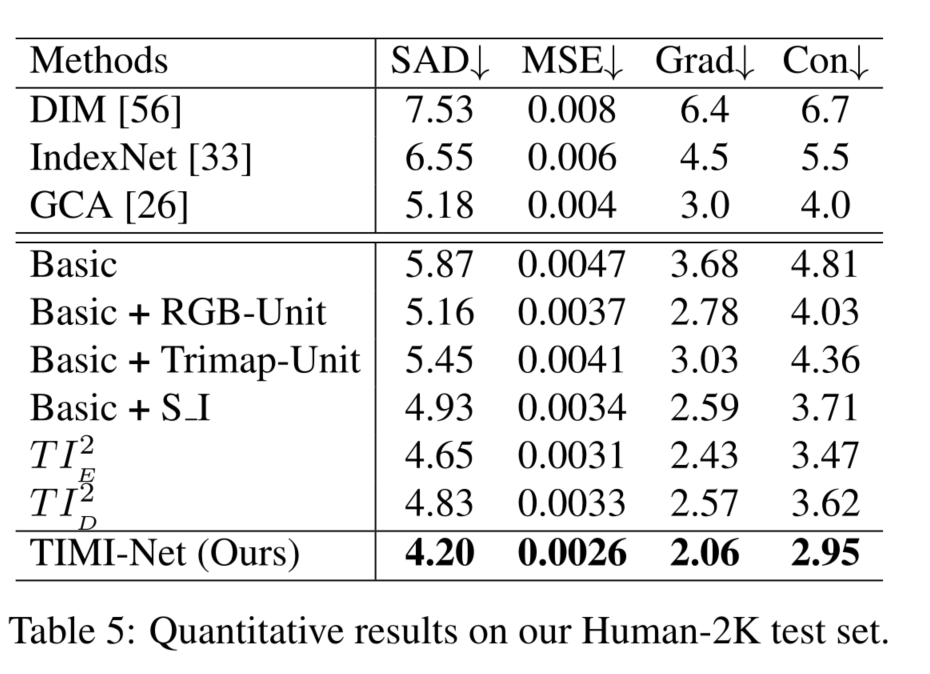 Methods SAD↓ MSE↓ Grad↓ Con↓
DIM [56] 7.53 0.008 6.4 6.7
IndexNet [33] 6.55 0.006 4.5 5.5
GCA [26] 5.18 0.004 3.0 4.0
Basic 5.87 0.0047 3.68 4.81
Basic + RGB-Unit 5.16 0.0037 2.78 4.03
Basic + Trimap-Unit 5.45 0.0041 3.03 4.36
Basic + S_I 4.93 0.0034 2.59 3.71
TI²_E 4.65 0.0031 2.43 3.47
TI²_D 4.83 0.0033 2.57 3.62
TIMI-Net (Ours) 4.20 0.0026 2.06 2.95
Table 5: Quantitative results on our Human-2K test set.